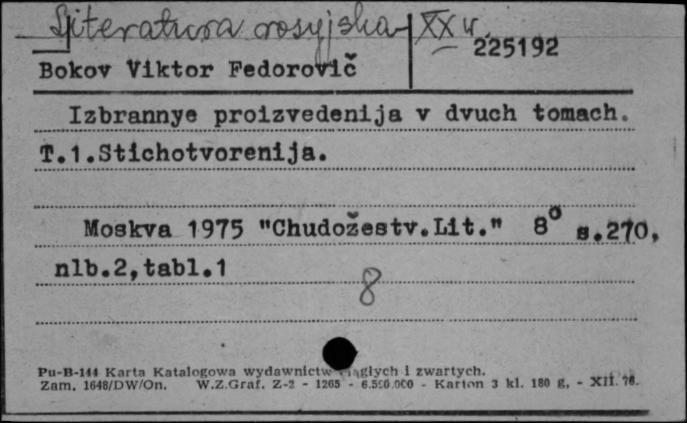 Literatura rosyjska XX w.
225192
Bokov Viktor Fedorovič
Izbrannye proizvedenija v dvuch tomach.
T.1.Stichotvorenija.
Moskva 1975 "Chudožestv.Lit." 8° s.270,
nlb.2,tabl.1
8
Pu-B-144 Karta Katalogowa wydawnictw ciągłych i zwartych.
Zam. 1648/DW/On. W.Z.Graf. Z-2 - 1265 - 6.500.000 - Karton 3 kl. 180 g. - XII. 76.